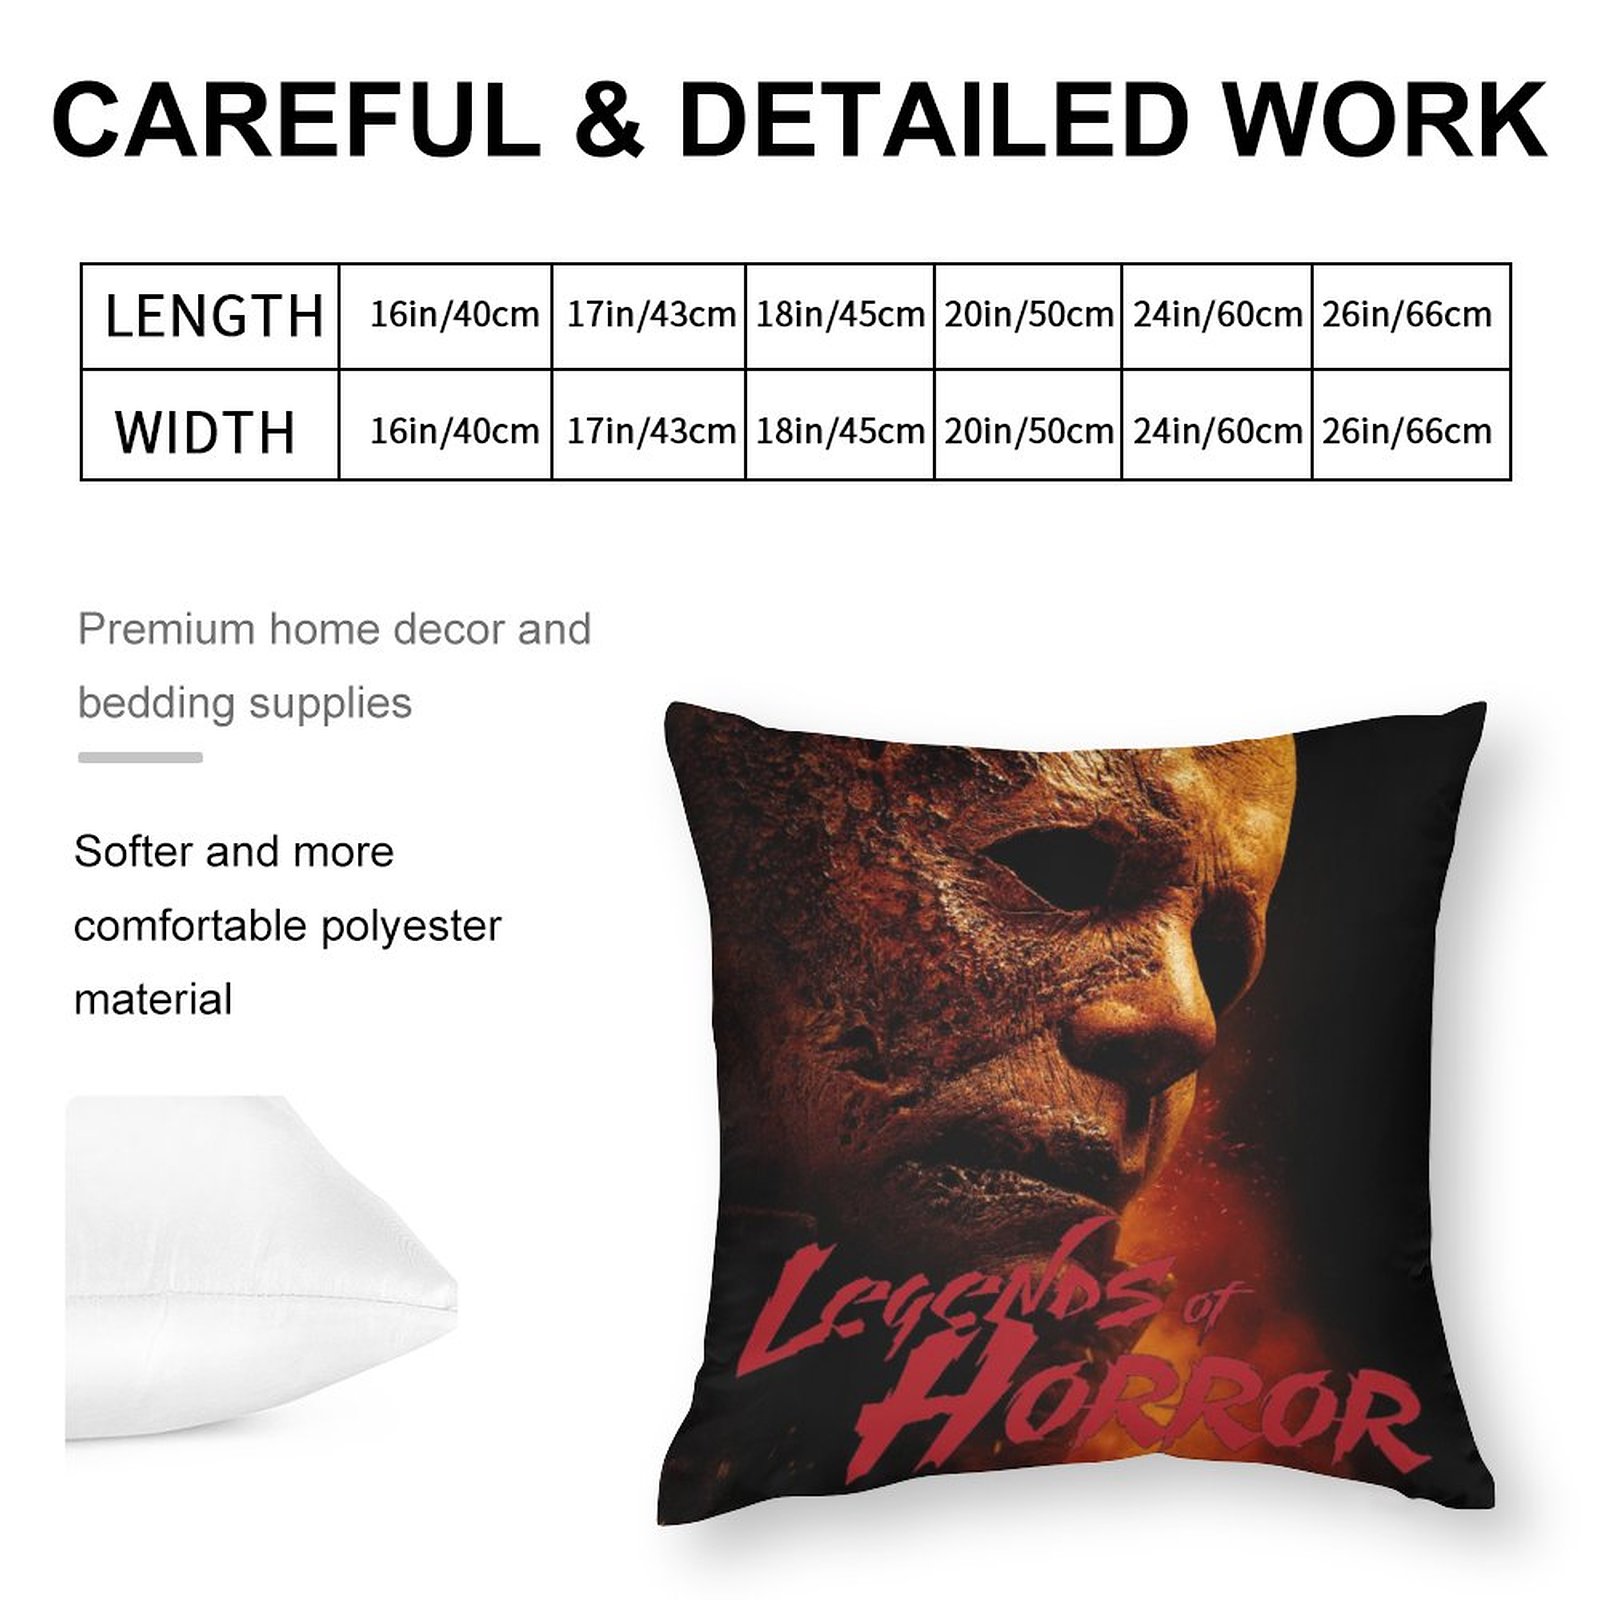 CAREFUL & DETAILED WORK
LENGTH 16in/40cm 17in/43cm 18in/45cm 20in/50cm 24in/60cm 26in/66cm
WIDTH 16in/40cm 17in/43cm 18in/45cm 20in/50cm 24in/60cm 26in/66cm
Premium home decor and
bedding supplies
Softer and more
comfortable polyester
material
LEGENDS of
HORROR